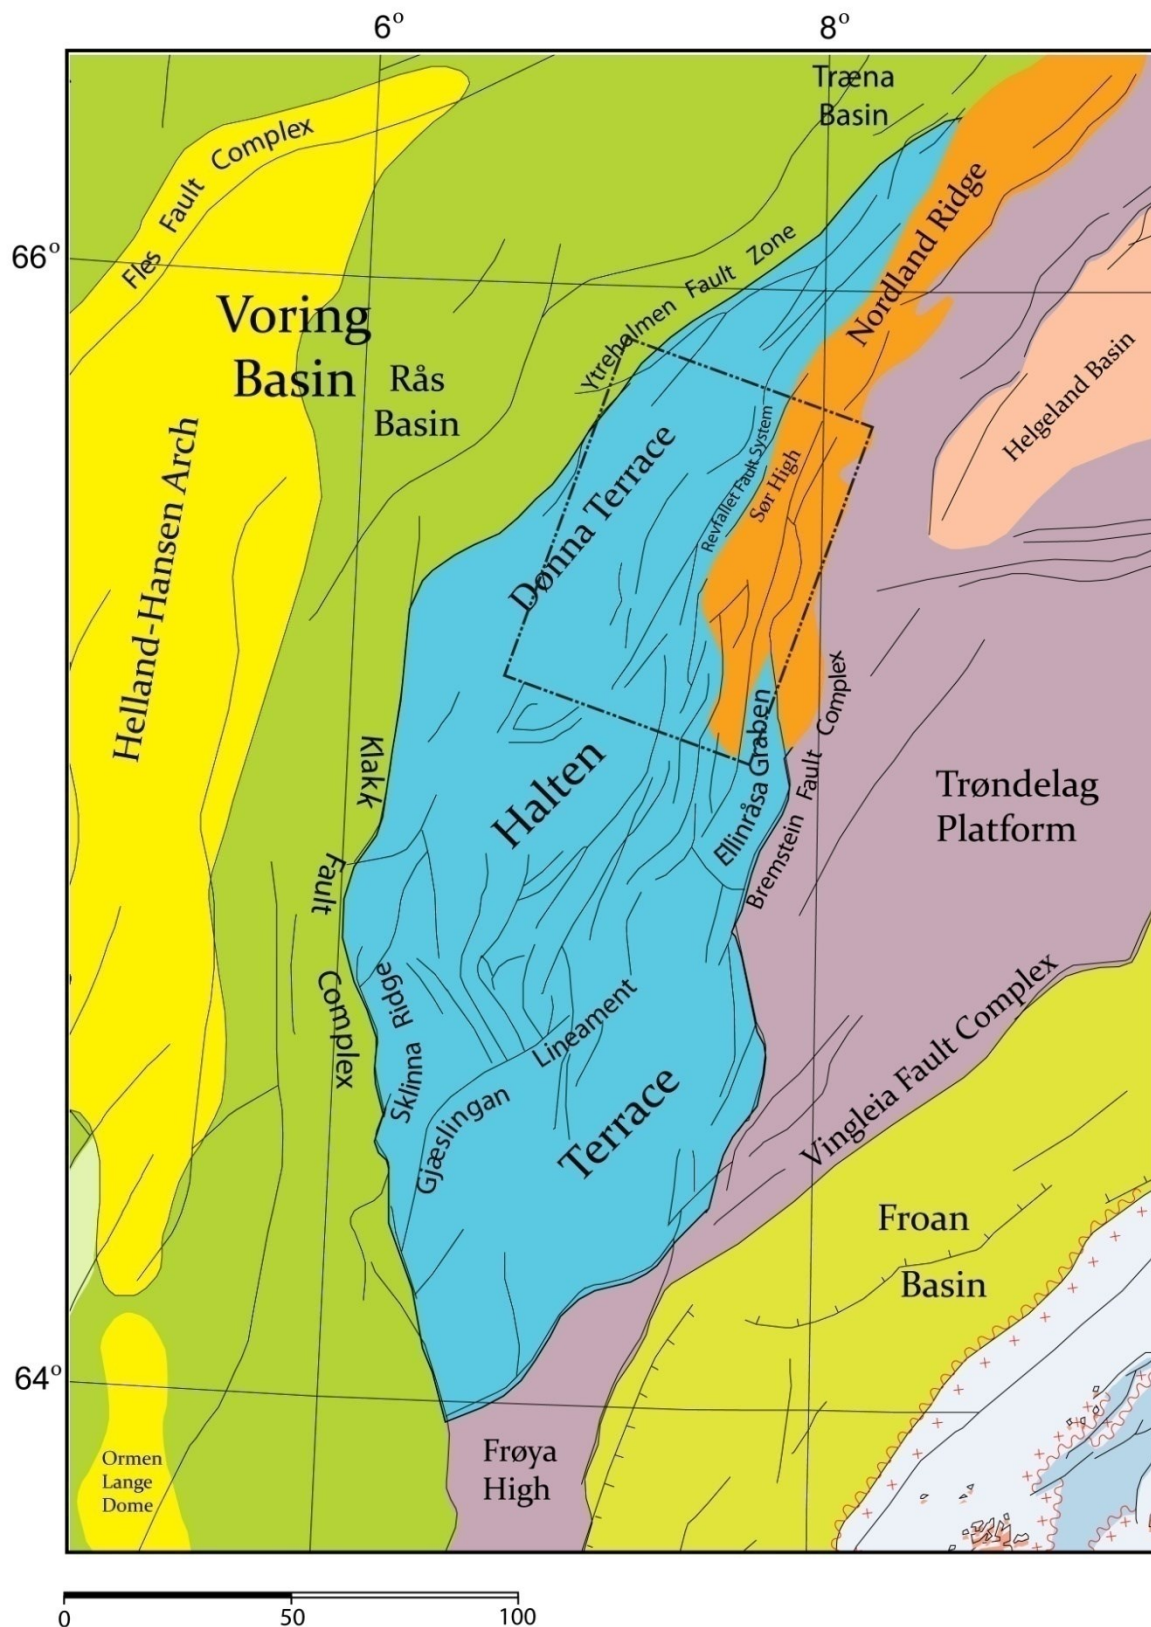 6°
8°
Træna
Basin
Fles Fault Complex
66°
Nordland Ridge
Ytreholmen Fault Zone
Voring
Basin
Rås
Basin
Helgeland Basin
Helland-Hansen Arch
Dønna Terrace
Revfallet Fault System
Sør High
Klakk Fault Complex
Halten
Terrace
Ellinråsa Graben
Bremstein Fault Complex
Trøndelag
Platform
Sklinna Ridge
Gjæslingan Lineament
Vingleia Fault Complex
Froan
Basin
64°
Ormen
Lange
Dome
Frøya
High
0
50
100